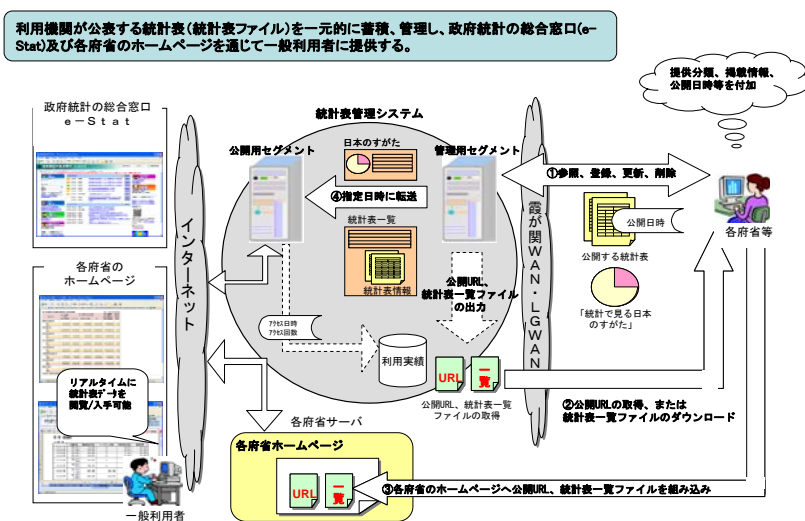 利用機関が公表する統計表(統計表ファイル)を一元的に蓄積、管理し、政府統計の総合窓口(e-
Stat)及び各府省のホームページを通じて一般利用者に提供する。
提供分類、掲載情報、
公開日時等を付加
政府統計の総合窓口
e-Stat
統計表管理システム
公開用セグメント
日本のすがた
管理用セグメント
①参照、登録、更新、削除
④指定日時に転送
公開日時
各府省等
統計表一覧
統計表情報
公開する統計表
インターネット
霞が関WAN・LGWAN
各府省の
ホームページ
公開URL、
統計表一覧ファイル
の出力
「統計で見る日本
のすがた」
アクセス日時
アクセス回数
利用実績
URL
一覧
リアルタイムに
統計表データを
閲覧/入手可能
公開URL、統計表一覧
ファイルの取得
②公開URLの取得、または
統計表一覧ファイルのダウンロード
各府省サーバ
各府省ホームページ
URL
一覧
③各府省のホームページへ公開URL、統計表一覧ファイルを組み込み
一般利用者